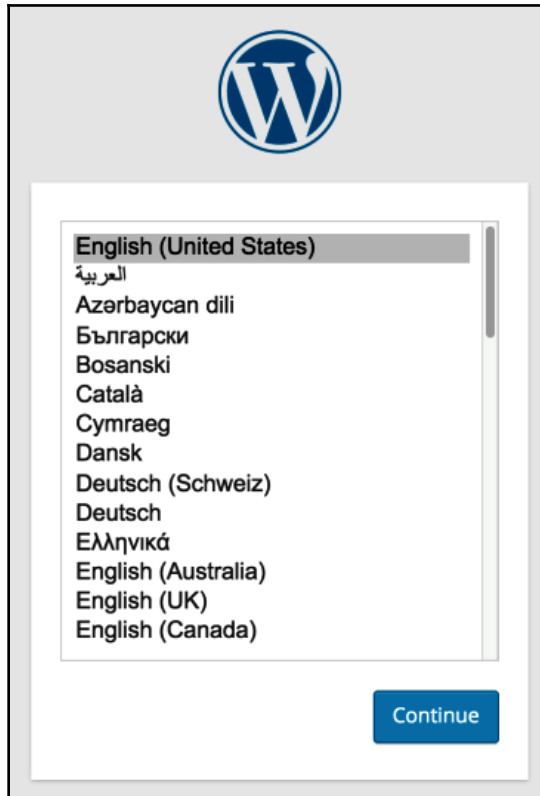 English (United States)
العربية
Azərbaycan dili
Български
Bosanski
Català
Cymraeg
Dansk
Deutsch (Schweiz)
Deutsch
Ελληνικά
English (Australia)
English (UK)
English (Canada)
Continue